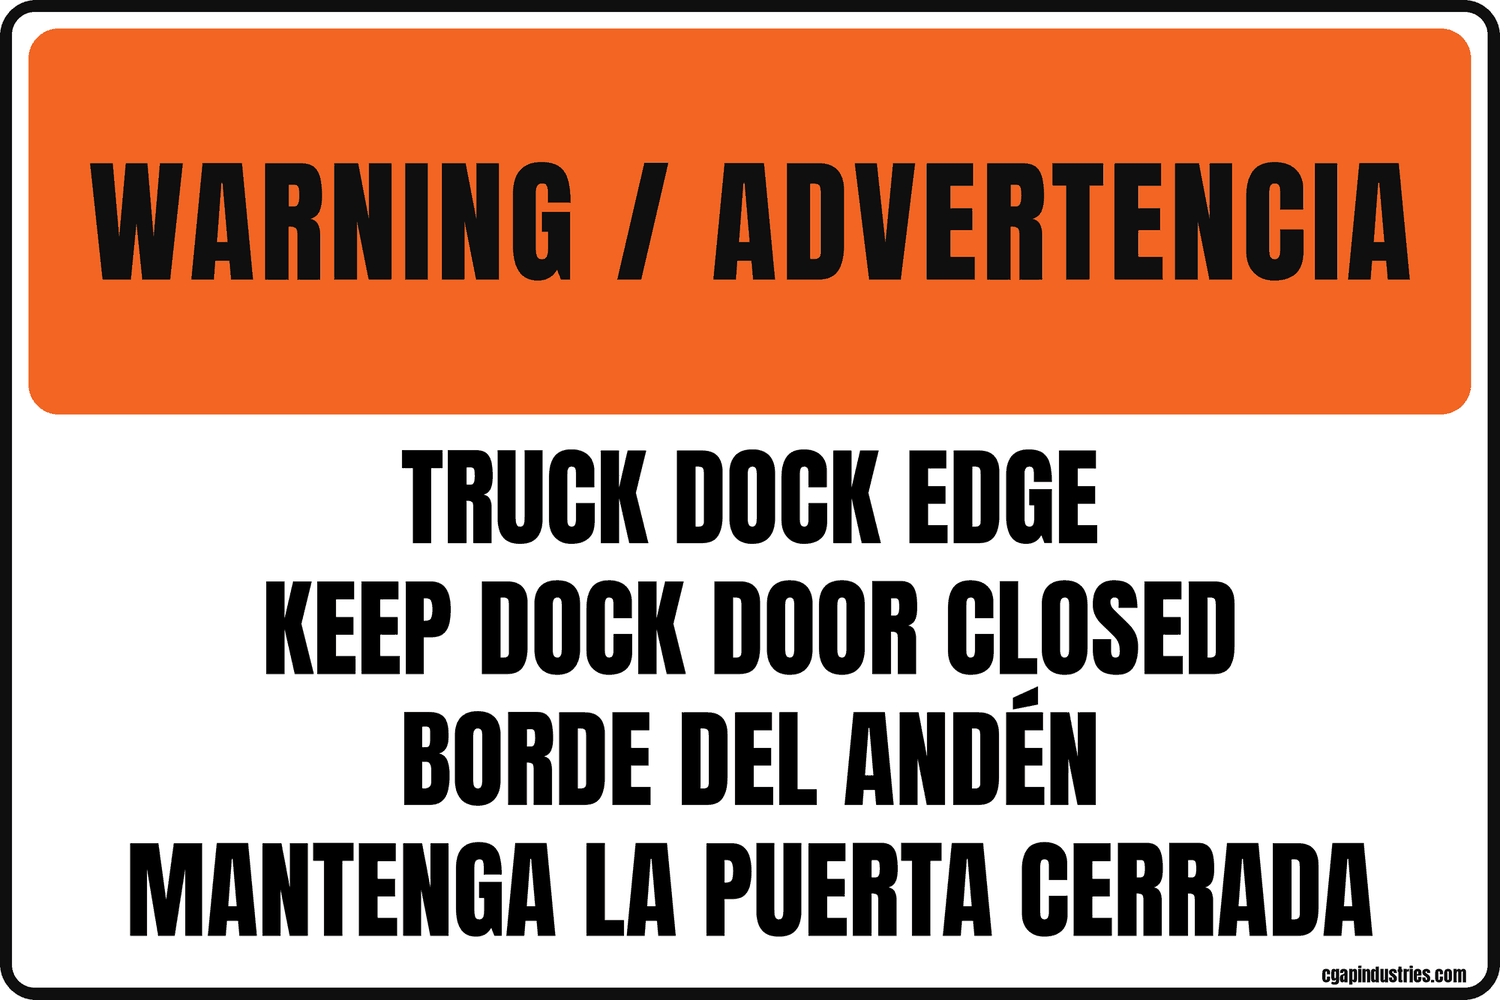 WARNING / ADVERTENCIA
TRUCK DOCK EDGE
KEEP DOCK DOOR CLOSED
BORDE DEL ANDÉN
MANTENGA LA PUERTA CERRADA
cgapindustries.com